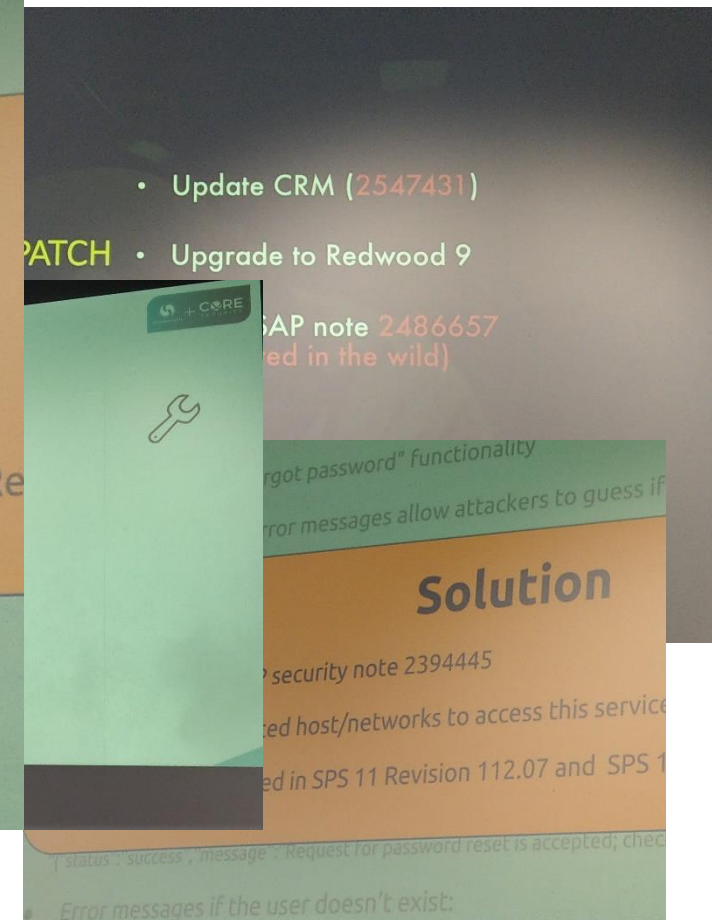 • Update CRM (2547431)
PATCH • Upgrade to Redwood 9
SAP note 2486657
ed in the wild)
+ CORE
SECURITY
Re
rgot password" functionality
rror messages allow attackers to guess if
Solution
P security note 2394445
ted host/networks to access this service
ed in SPS 11 Revision 112.07 and SPS 1
"{"status":"success","message":"Request for password reset is accepted; chec
• Error messages if the user doesn't exist: